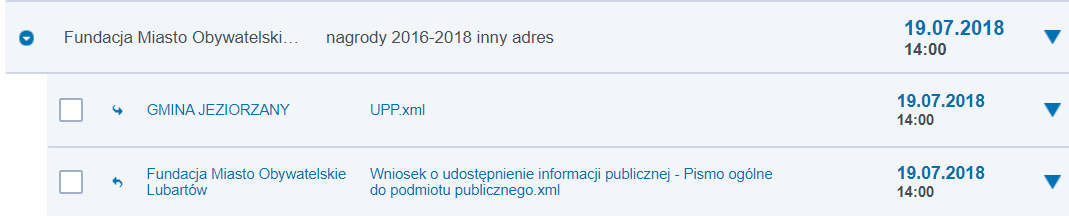 Fundacja Miasto Obywatelski... nagrody 2016-2018 inny adres 19.07.2018
14:00
GMINA JEZIORZANY UPP.xml 19.07.2018
14:00
Fundacja Miasto Obywatelskie Wniosek o udostępnienie informacji publicznej - Pismo ogólne 19.07.2018
Lubartów do podmiotu publicznego.xml 14:00